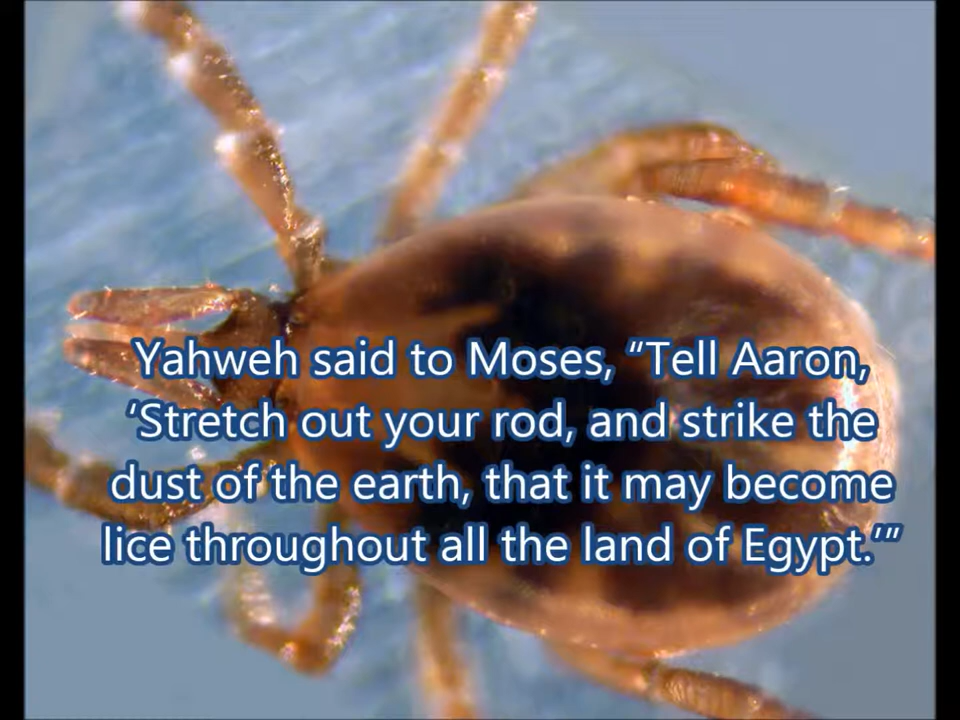 Yahweh said to Moses, “Tell Aaron,
‘Stretch out your rod, and strike the
dust of the earth, that it may become
lice throughout all the land of Egypt.’”